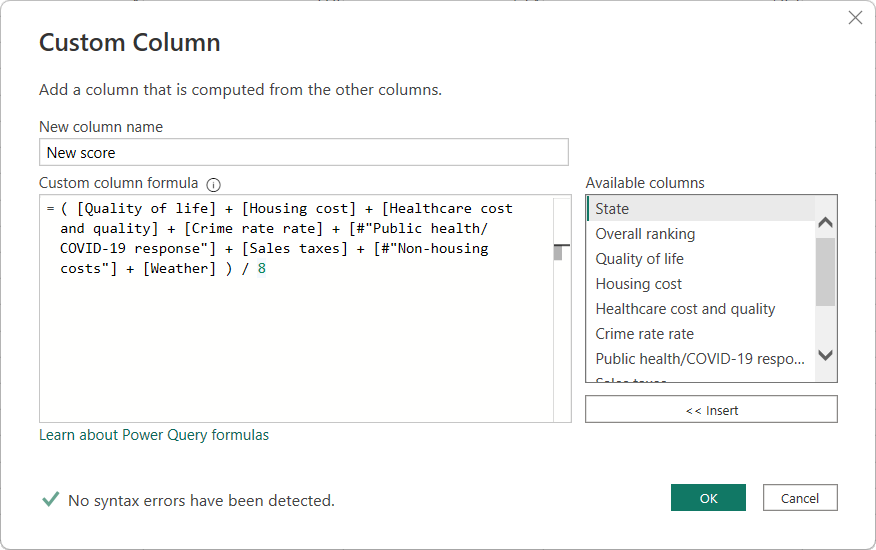 Custom Column
Add a column that is computed from the other columns.
New column name
New score
Custom column formula
= ( [Quality of life] + [Housing cost] + [Healthcare cost
and quality] + [Crime rate rate] + [#"Public health/
COVID-19 response"] + [Sales taxes] + [#"Non-housing
costs"] + [Weather] ) / 8
Available columns
State
Overall ranking
Quality of life
Housing cost
Healthcare cost and quality
Crime rate rate
Public health/COVID-19 respo...
Sales taxes
<< Insert
Learn about Power Query formulas
No syntax errors have been detected.
OK
Cancel